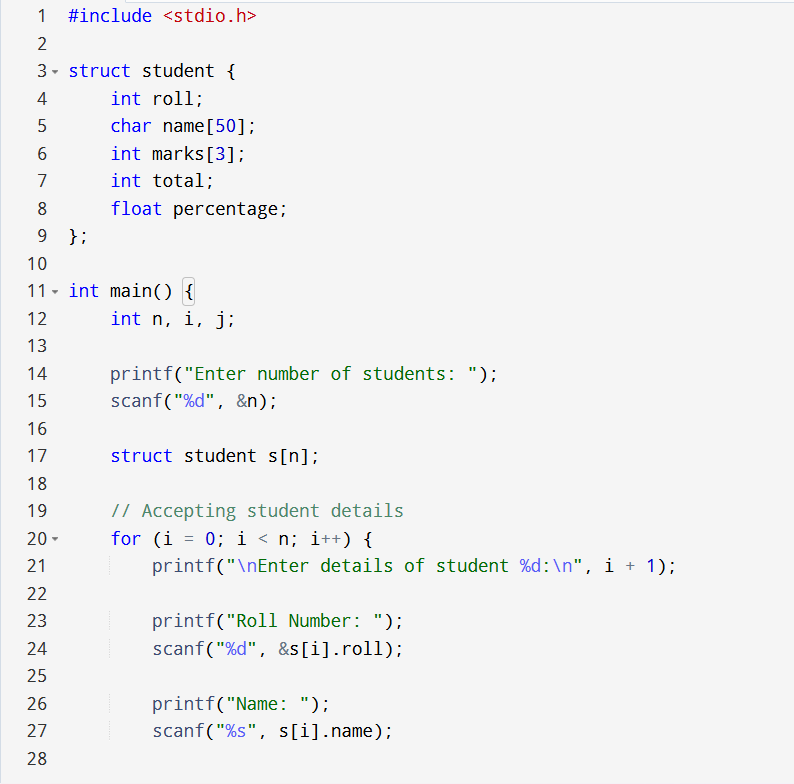 1 #include <stdio.h>
2
3 struct student {
4     int roll;
5     char name[50];
6     int marks[3];
7     int total;
8     float percentage;
9 };
10
11 int main() {
12     int n, i, j;
13
14     printf("Enter number of students: ");
15     scanf("%d", &n);
16
17     struct student s[n];
18
19     // Accepting student details
20     for (i = 0; i < n; i++) {
21         printf("\nEnter details of student %d:\n", i + 1);
22
23         printf("Roll Number: ");
24         scanf("%d", &s[i].roll);
25
26         printf("Name: ");
27         scanf("%s", s[i].name);
28